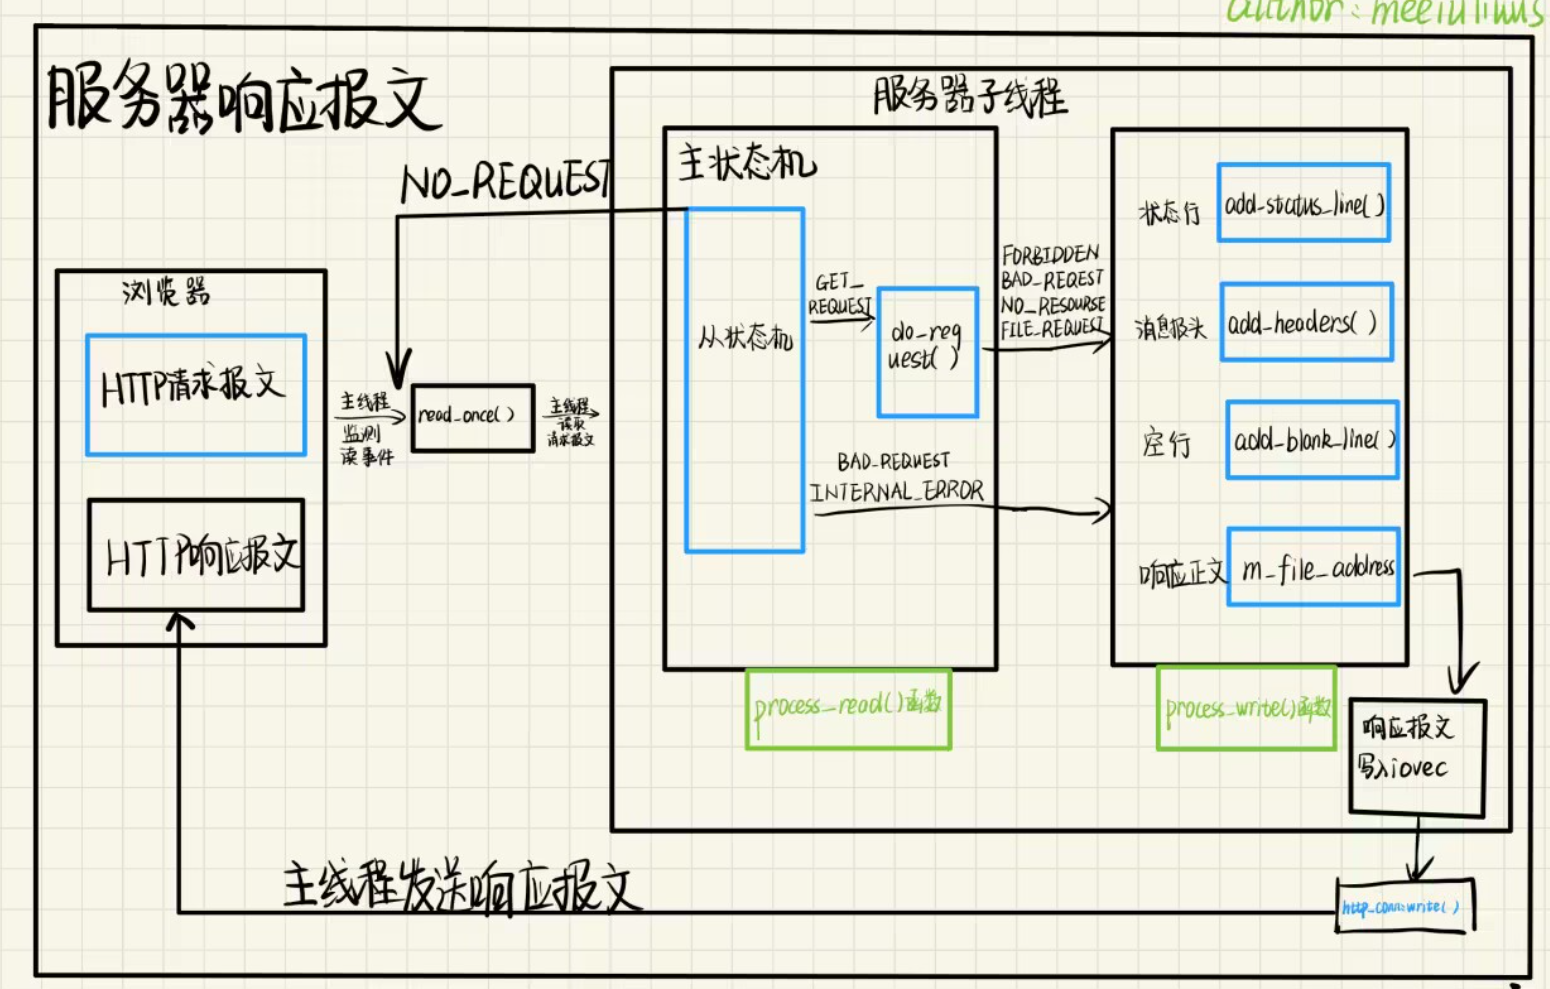 author: meeiulinus
服务器响应报文
服务器子线程
主状态机
NO_REQUEST
浏览器
HTTP请求报文
HTTP响应报文
主线程
监测
读事件
read_once()
主线程
读取
请求报文
从状态机
GET_
REQUEST
do_req
uest()
FORBIDDEN
BAD_REQEST
NO_RESOURSE
FILE_REQUEST
BAD_REQUEST
INTERNAL_ERROR
状态行
add_status_line()
消息报头
add_headers()
空行
add_blank_line()
响应正文
m_file_address
process_read()函数
process_write()函数
响应报文
写入iovec
主线程发送响应报文
http_conn::write()